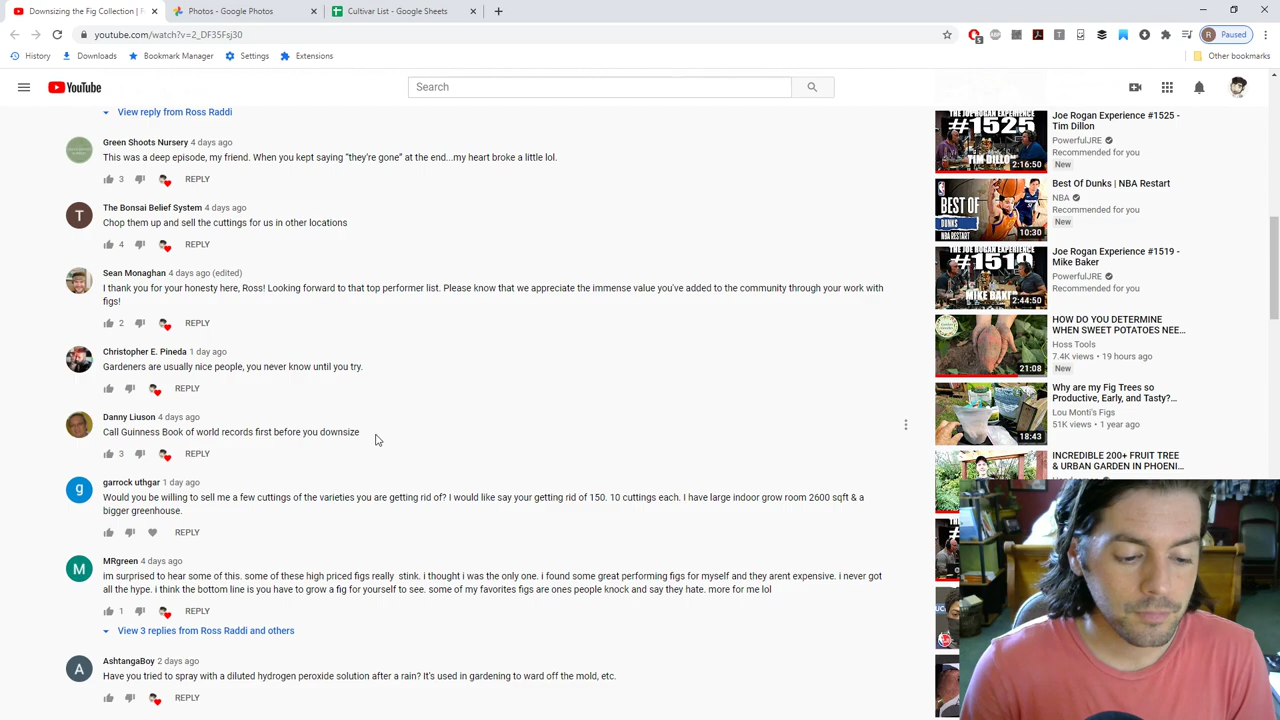 Downsizing the Fig Collection |
Photos - Google Photos
Cultivar List - Google Sheets
youtube.com/watch?v=2_DF35Fsj30
R Paused
History
Downloads
Bookmark Manager
Settings
Extensions
Other bookmarks
YouTube
Search
View reply from Ross Raddi
Green Shoots Nursery 4 days ago
This was a deep episode, my friend. When you kept saying "they're gone" at the end...my heart broke a little lol.
3 REPLY
T
The Bonsai Belief System 4 days ago
Chop them up and sell the cuttings for us in other locations
4 REPLY
Sean Monaghan 4 days ago (edited)
I thank you for your honesty here, Ross! Looking forward to that top performer list. Please know that we appreciate the immense value you've added to the community through your work with
figs!
2 REPLY
Christopher E. Pineda 1 day ago
Gardeners are usually nice people, you never know until you try.
REPLY
Danny Liuson 4 days ago
Call Guinness Book of world records first before you downsize
3 REPLY
g
garrock uthgar 1 day ago
Would you be willing to sell me a few cuttings of the varieties you are getting rid of? I would like say your getting rid of 150. 10 cuttings each. I have large indoor grow room 2600 sqft & a
bigger greenhouse.
REPLY
M
MRgreen 4 days ago
im surprised to hear some of this. some of these high priced figs really stink. i thought i was the only one. i found some great performing figs for myself and they arent expensive. i never got
all the hype. i think the bottom line is you have to grow a fig for yourself to see. some of my favorites figs are ones people knock and say they hate. more for me lol
1 REPLY
View 3 replies from Ross Raddi and others
A
AshtangaBoy 2 days ago
Have you tried to spray with a diluted hydrogen peroxide solution after a rain? It's used in gardening to ward off the mold, etc.
REPLY
THE JOE ROGAN EXPERIENCE
#1525
TIM DILLON
2:16:50
Joe Rogan Experience #1525 -
Tim Dillon
PowerfulJRE
Recommended for you
New
BEST
OF
DUNKS
NBA RESTART
10:30
Best Of Dunks | NBA Restart
NBA
Recommended for you
New
THE JOE ROGAN EXPERIENCE
#1519
MIKE BAKER
2:44:50
Joe Rogan Experience #1519 -
Mike Baker
PowerfulJRE
Recommended for you
21:08
HOW DO YOU DETERMINE
WHEN SWEET POTATOES NEE...
Hoss Tools
7.4K views • 19 hours ago
New
18:43
Why are my Fig Trees so
Productive, Early, and Tasty?...
Lou Monti's Figs
51K views • 1 year ago
INCREDIBLE 200+ FRUIT TREE
& URBAN GARDEN IN PHOENI...